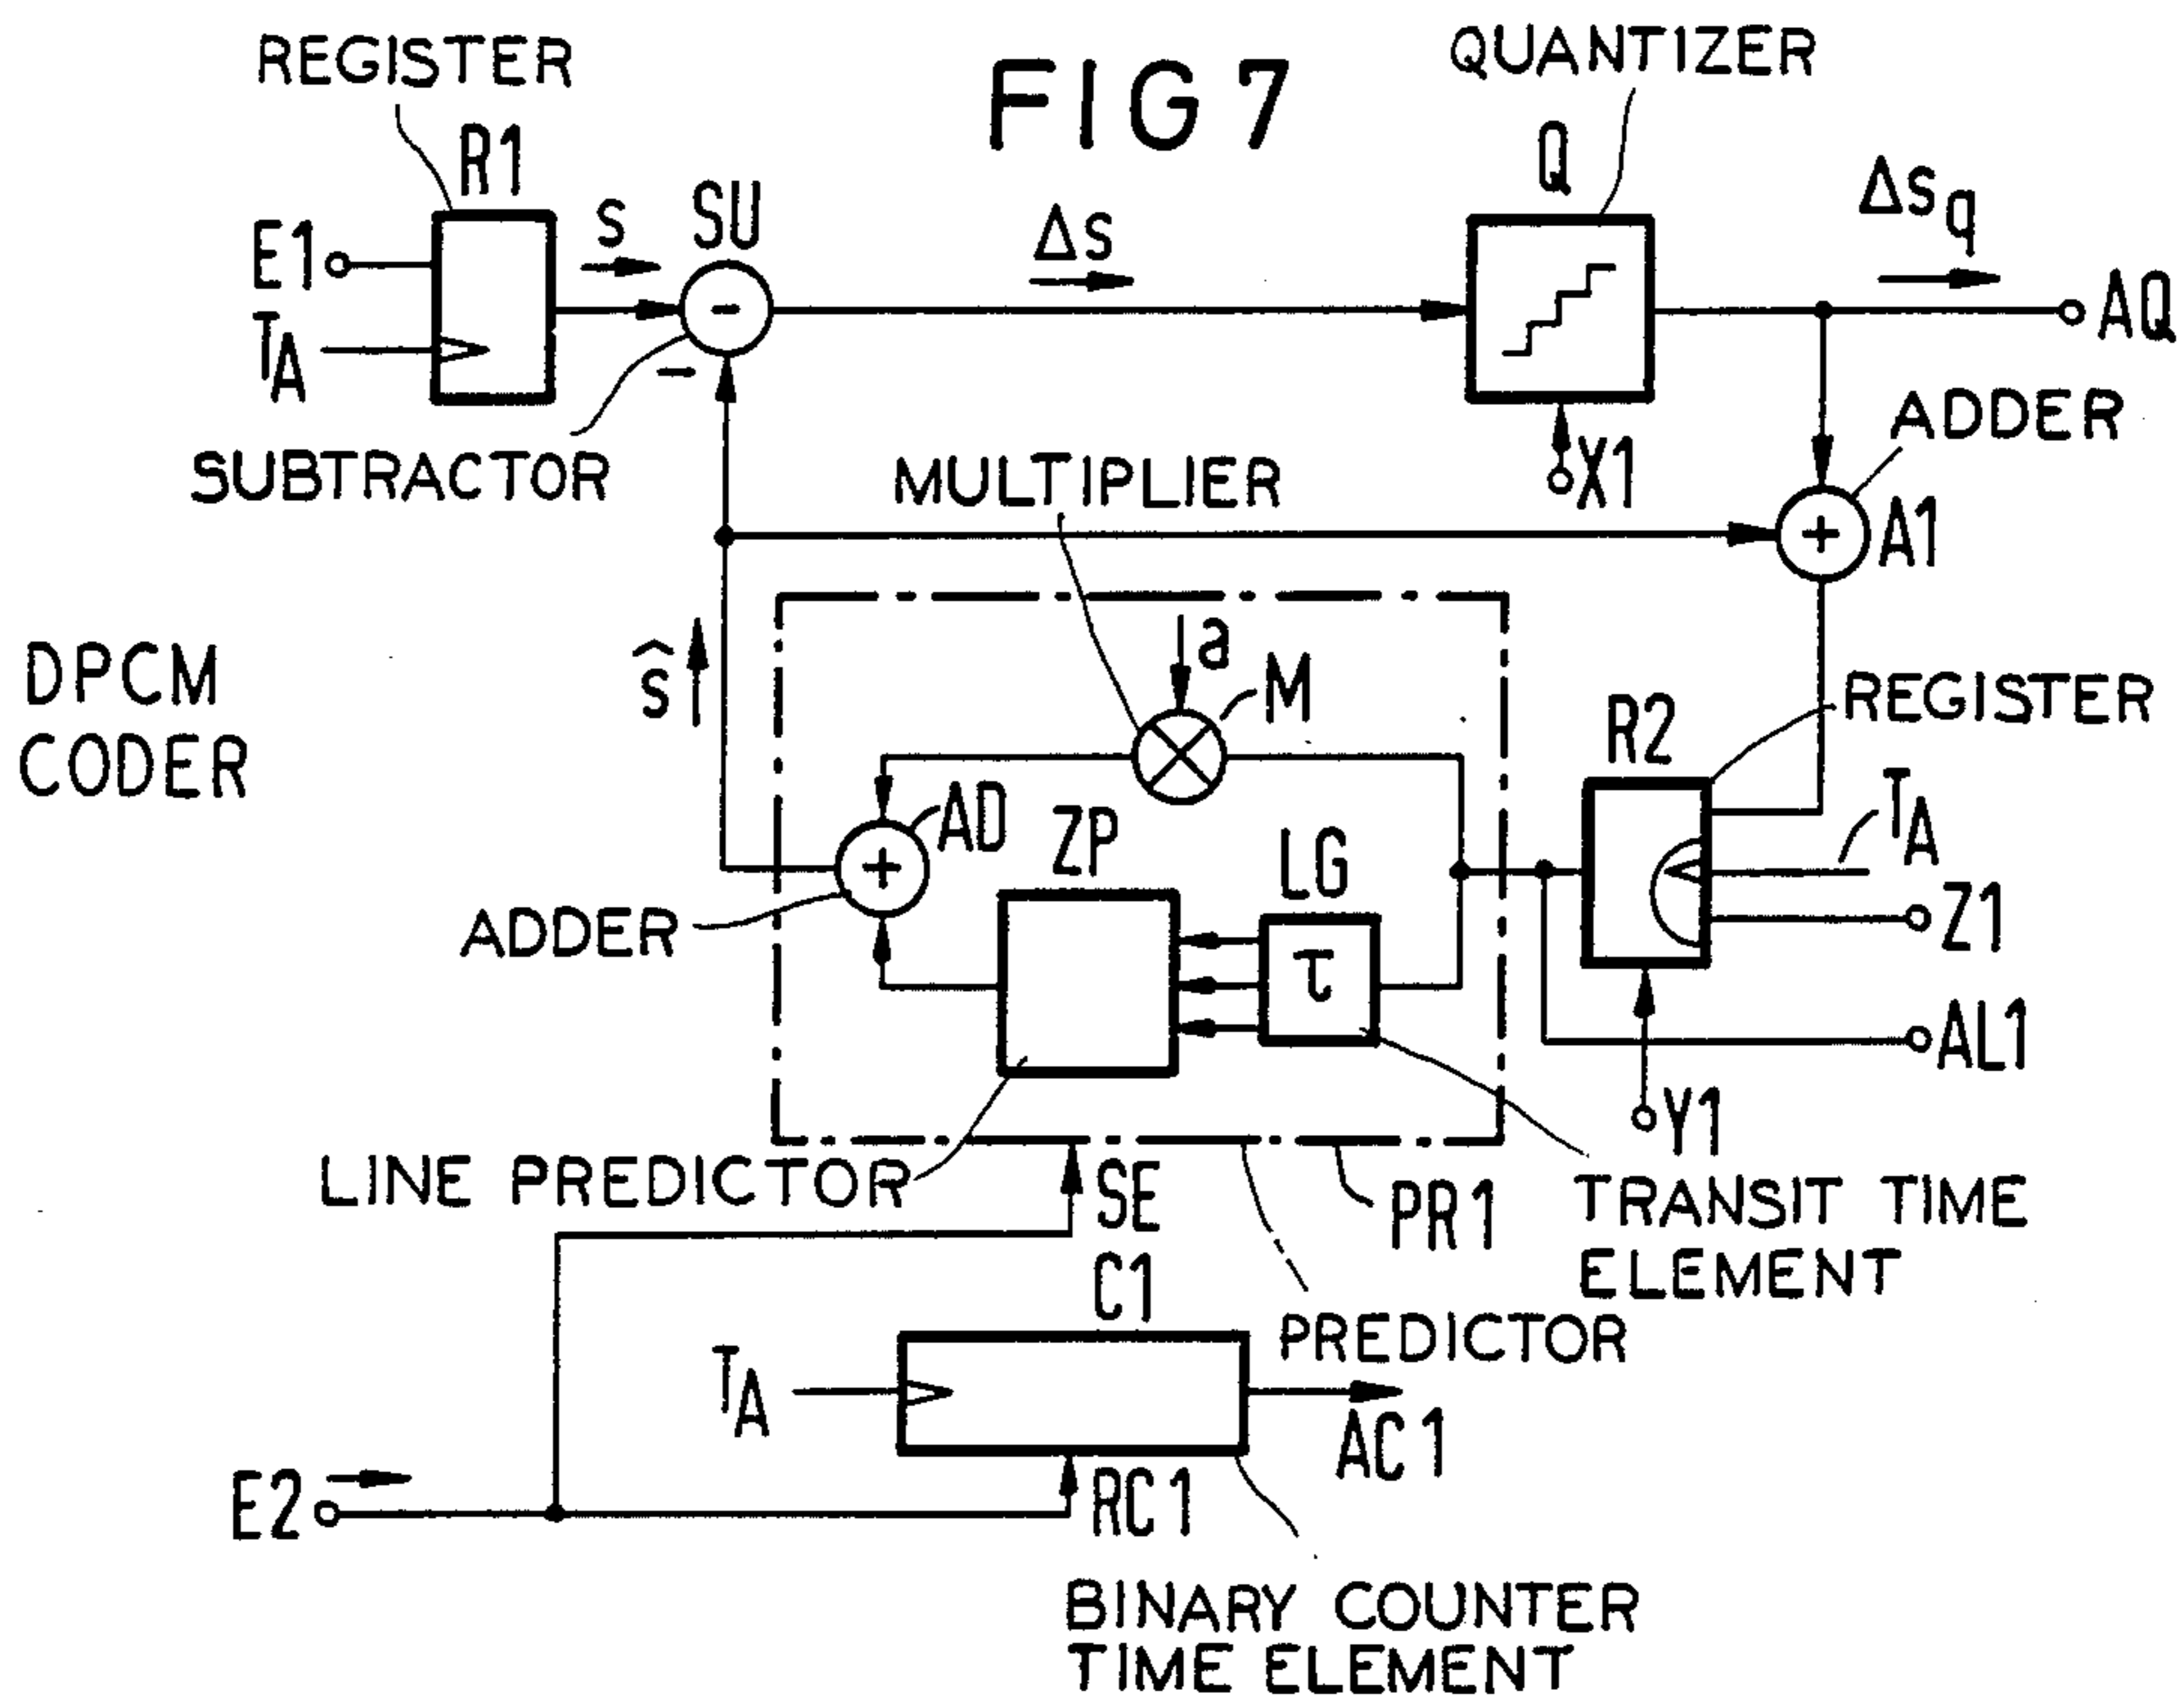 FIG 7
REGISTER
R1
E1
TA
S
SU
-
-
SUBTRACTOR
Δs
QUANTIZER
Q
X1
Δsq
AQ
ADDER
+
A1
MULTIPLIER
a
M
DPCM
CODER
ŝ
AD
+
ADDER
ZP
LG
τ
R2
REGISTER
TA
Z1
AL1
Y1
LINE PREDICTOR
SE
PR1
TRANSIT TIME
ELEMENT
PREDICTOR
C1
TA
AC1
E2
RC1
BINARY COUNTER
TIME ELEMENT